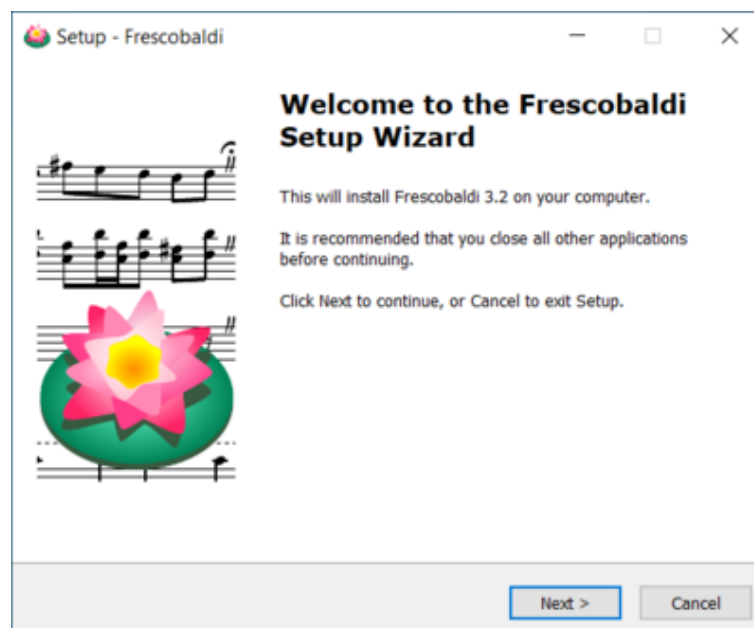 Setup - Frescobaldi
Welcome to the Frescobaldi
Setup Wizard
This will install Frescobaldi 3.2 on your computer.
It is recommended that you close all other applications
before continuing.
Click Next to continue, or Cancel to exit Setup.
Next >
Cancel